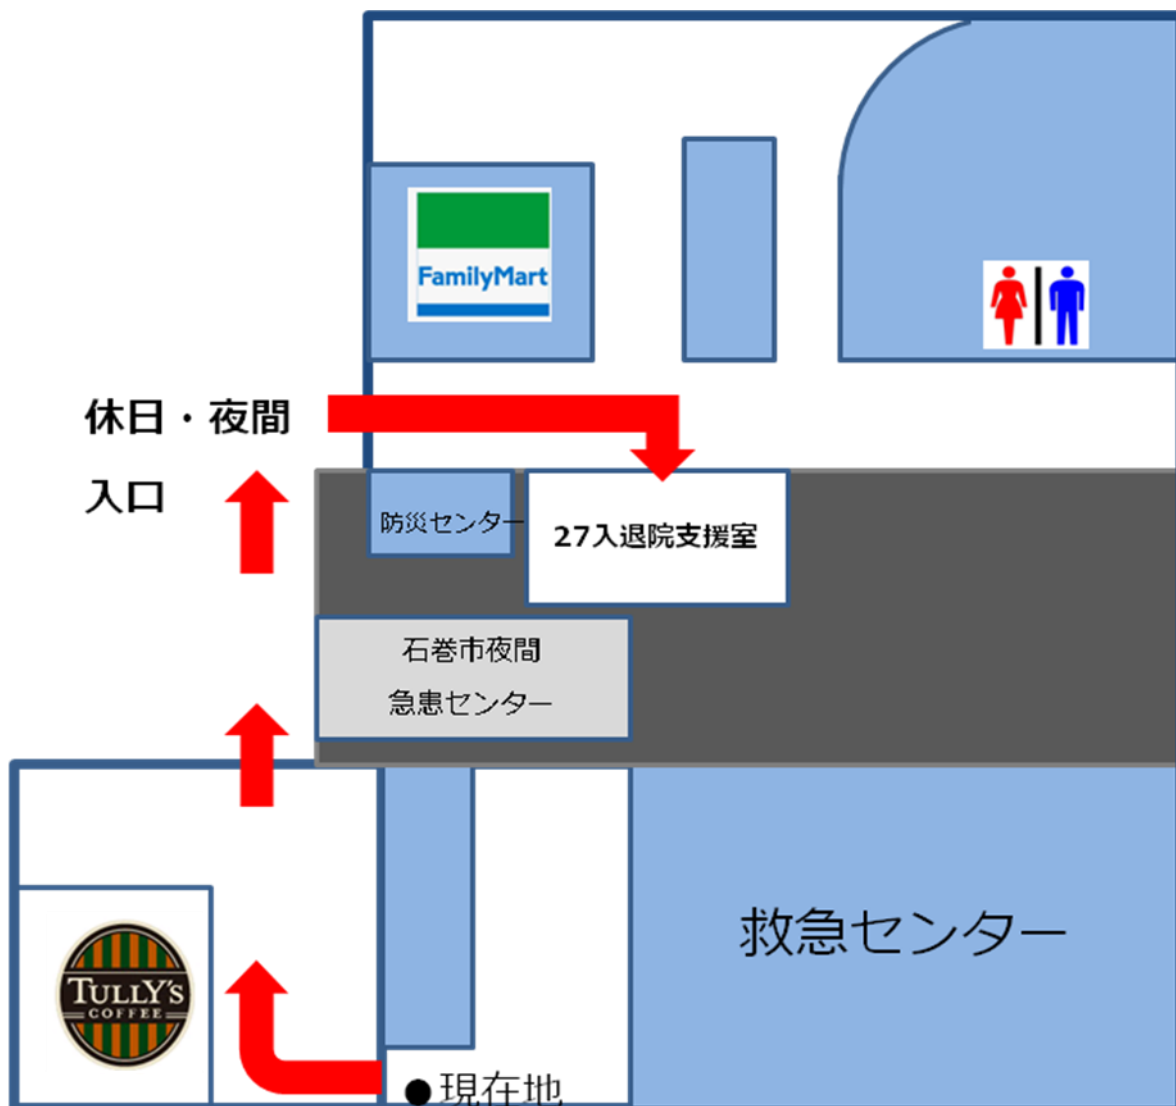 FamilyMart
休日・夜間
入口
防災センター
27入退院支援室
石巻市夜間
急患センター
救急センター
TULLY'S
COFFEE
●現在地